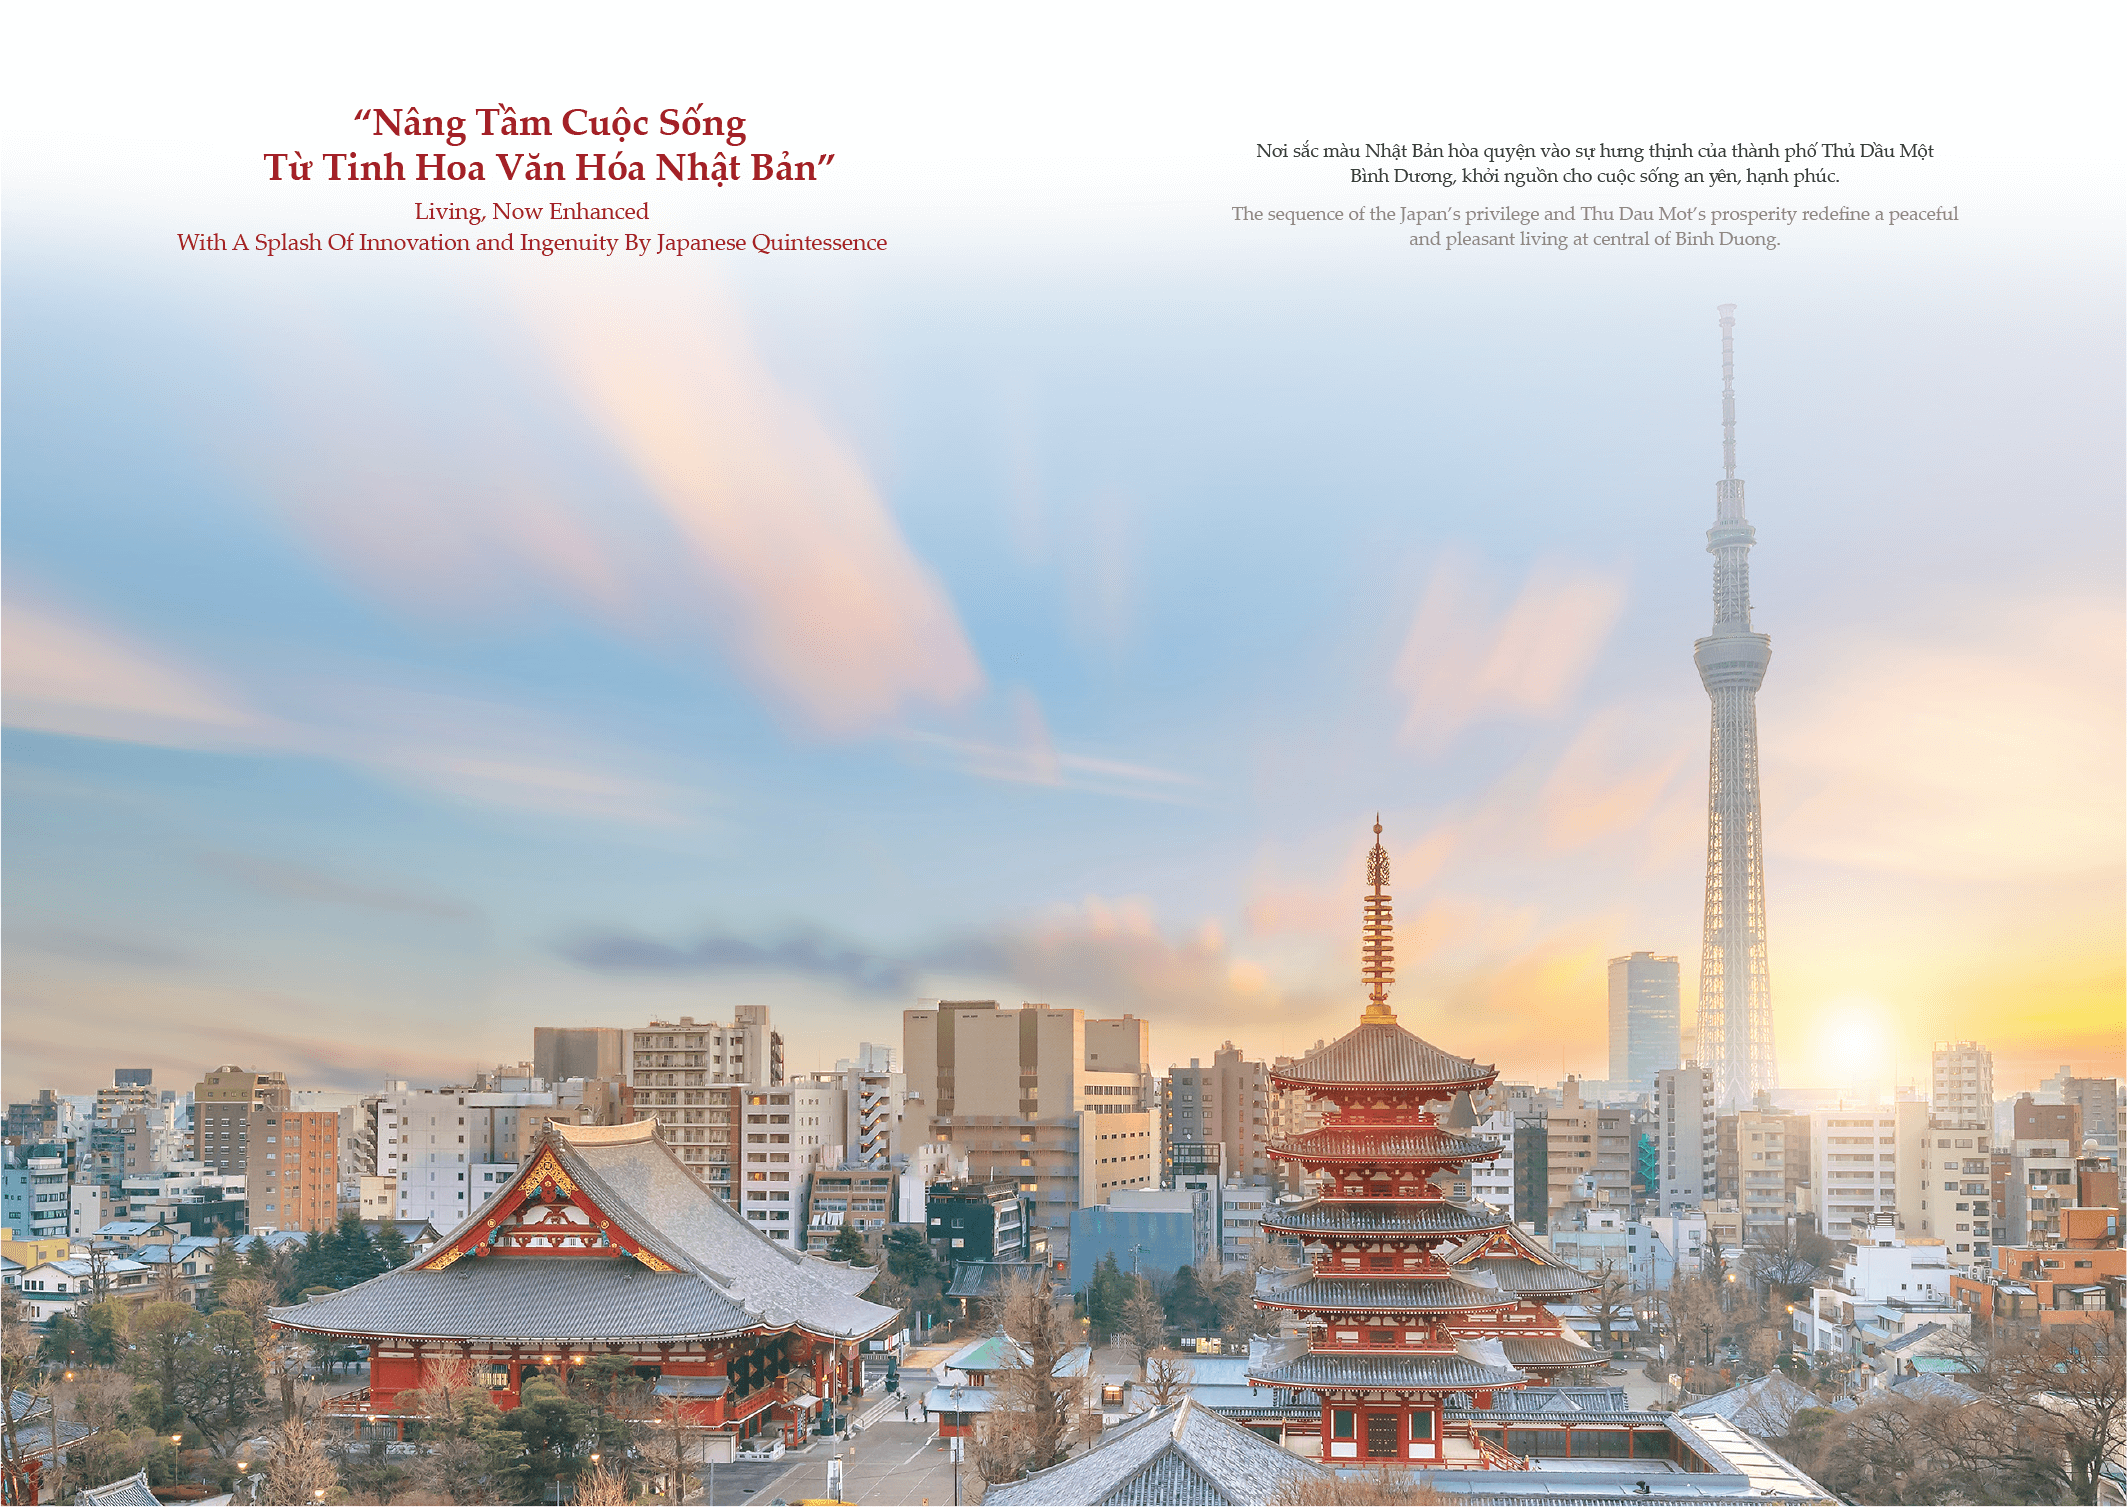 “Nâng Tầm Cuộc Sống
Từ Tinh Hoa Văn Hóa Nhật Bản”
Living, Now Enhanced
With A Splash Of Innovation and Ingenuity By Japanese Quintessence
Nơi sắc màu Nhật Bản hòa quyện vào sự hưng thịnh của thành phố Thủ Dầu Một
Bình Dương, khởi nguồn cho cuộc sống an yên, hạnh phúc.
The sequence of the Japan’s privilege and Thu Dau Mot’s prosperity redefine a peaceful
and pleasant living at central of Binh Duong.